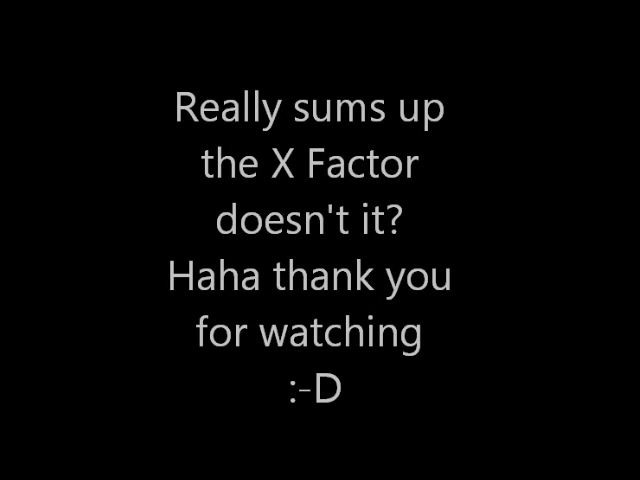 Really sums up
the X Factor
doesn't it?
Haha thank you
for watching
:-D